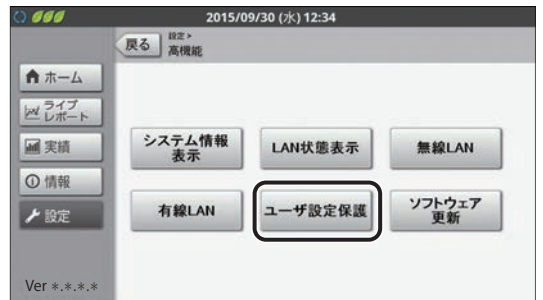 2015/09/30 (水) 12:34
戻る
設定 >
高機能
ホーム
ライブ
レポート
実績
情報
設定
システム情報
表示
LAN状態表示
無線LAN
有線LAN
ユーザ設定保護
ソフトウェア
更新
Ver *.*.*.*